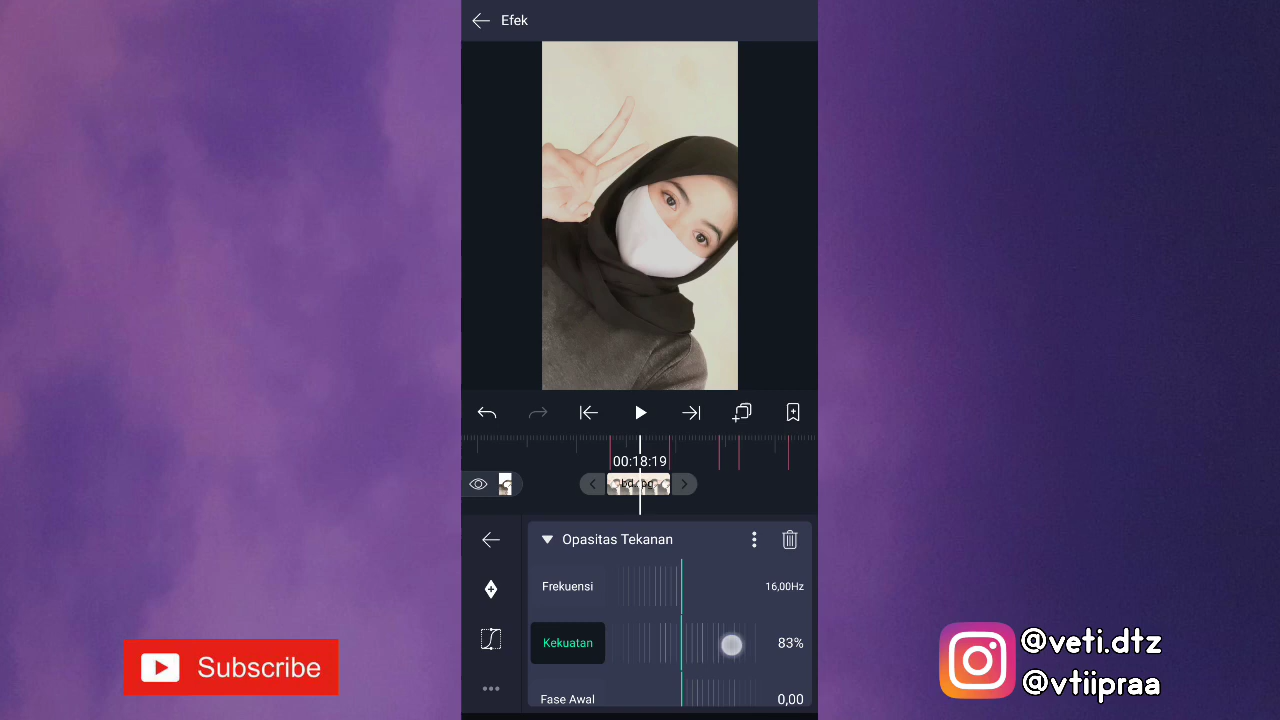 Efek
00:18:19
Opasitas Tekanan
Frekuensi
16,00Hz
Kekuatan
83%
Fase Awal
0,00
Subscribe
@veti.dtz
@vtiipraa